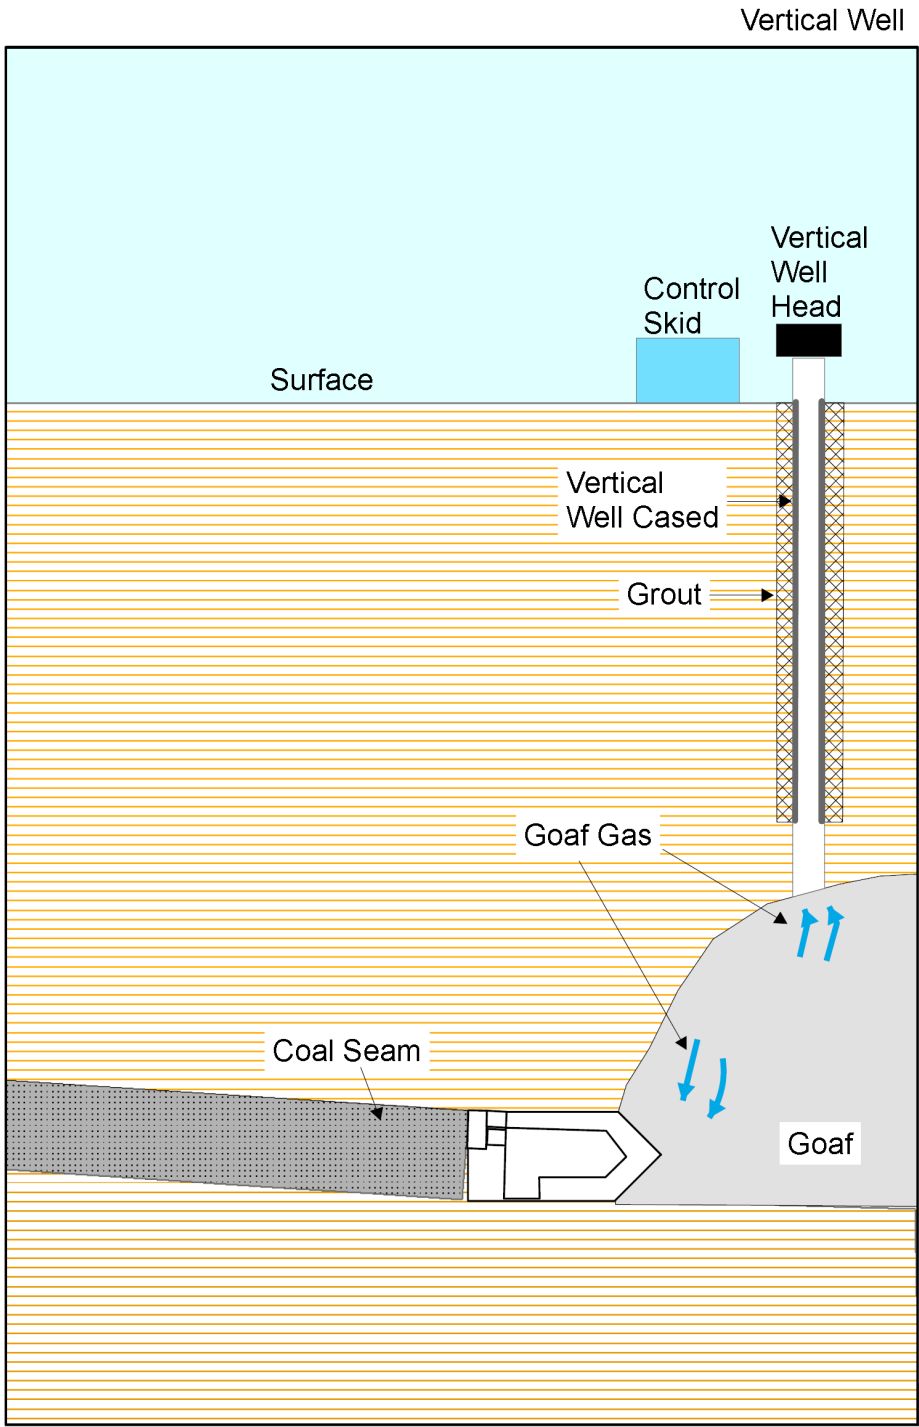 Vertical Well
Vertical
Well
Head
Control
Skid
Surface
Vertical
Well Cased
Grout
Goaf Gas
Coal Seam
Goaf